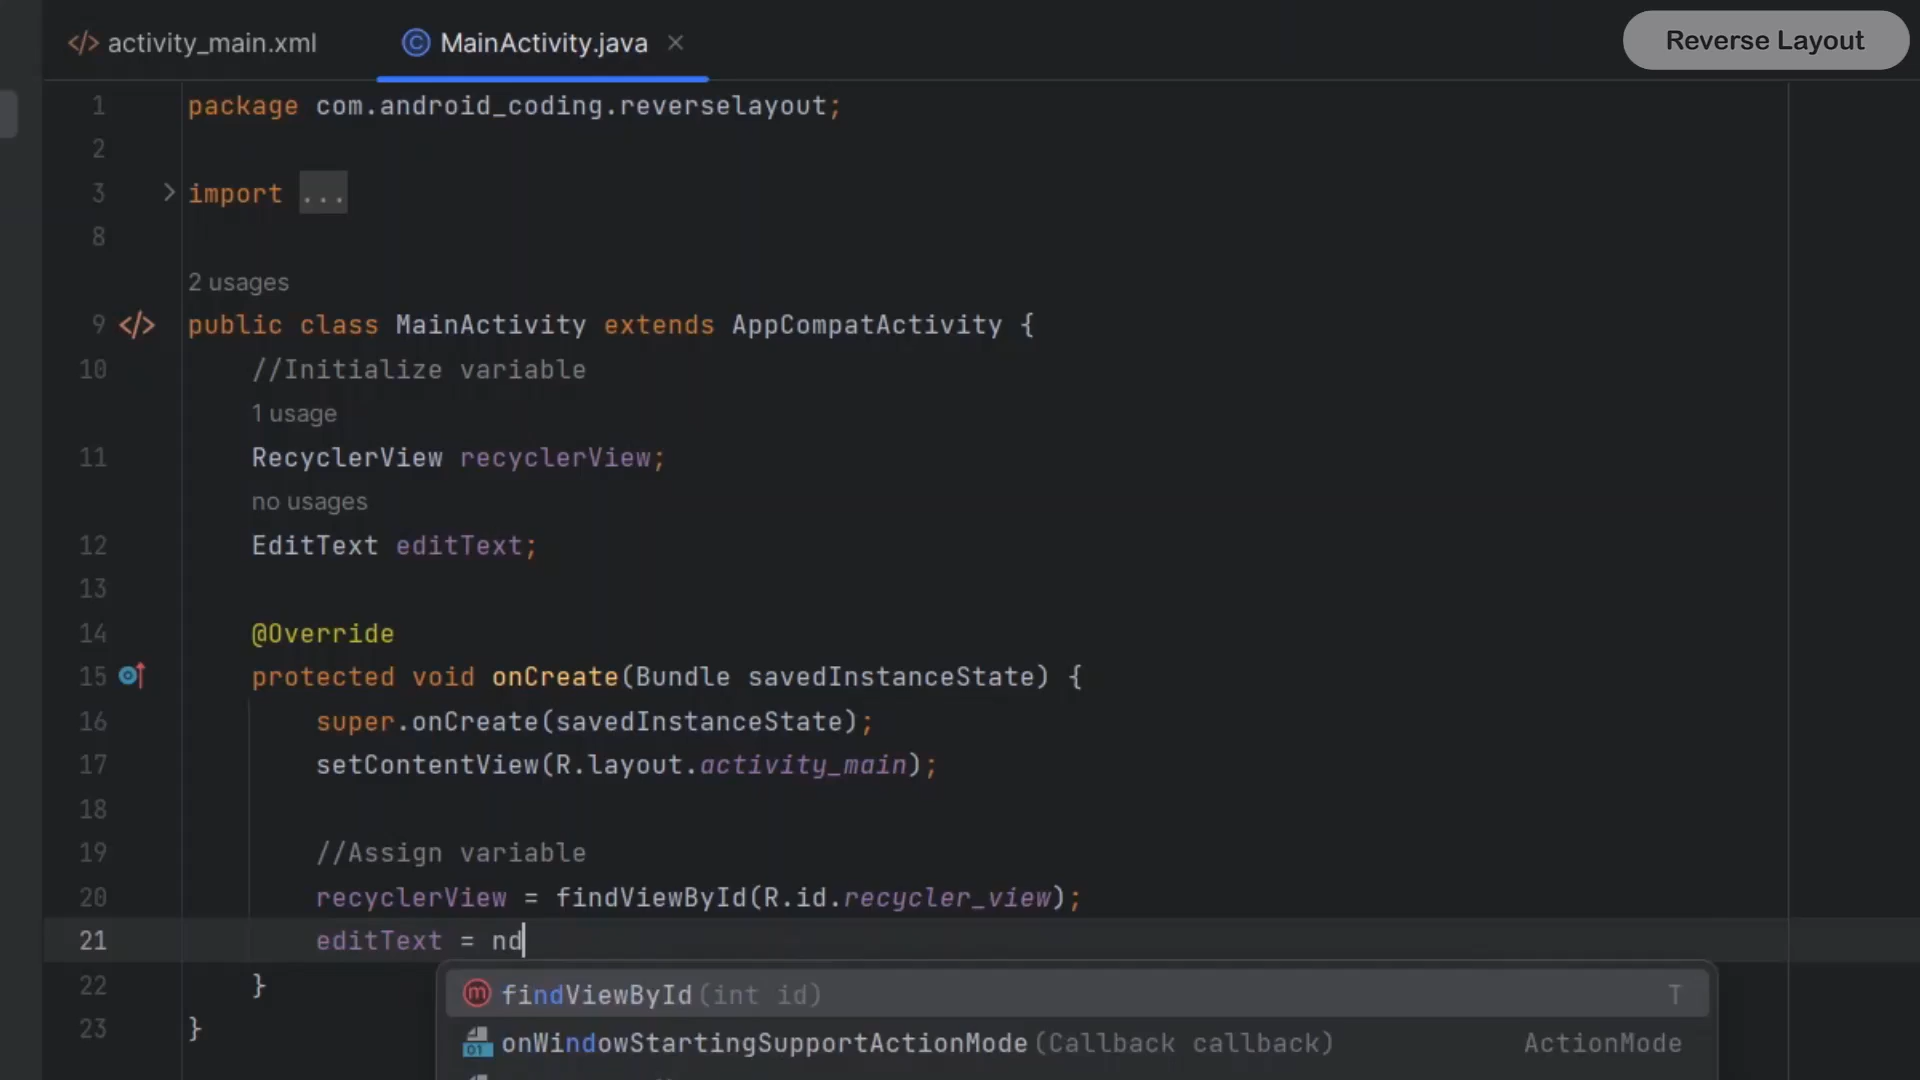 activity_main.xml
MainActivity.java
Reverse Layout
1 package com.android_coding.reverselayout;
2
3 import ...
8
2 usages
9 public class MainActivity extends AppCompatActivity {
10 //Initialize variable
1 usage
11 RecyclerView recyclerView;
no usages
12 EditText editText;
13
14 @Override
15 protected void onCreate(Bundle savedInstanceState) {
16 super.onCreate(savedInstanceState);
17 setContentView(R.layout.activity_main);
18
19 //Assign variable
20 recyclerView = findViewById(R.id.recycler_view);
21 editText = nd
22 }
findViewById(int id) T
23 }
onWindowStartingSupportActionMode(Callback callback) ActionMode